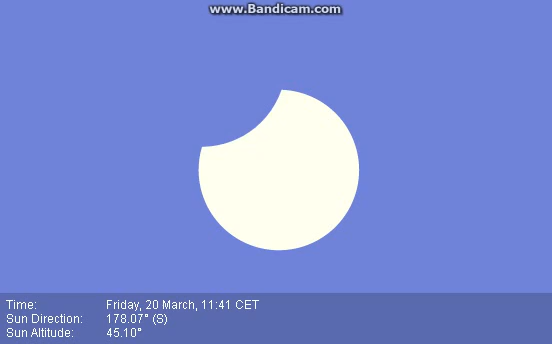 www.Bandicam.com
Time: Friday, 20 March, 11:41 CET
Sun Direction: 178.07° (S)
Sun Altitude: 45.10°